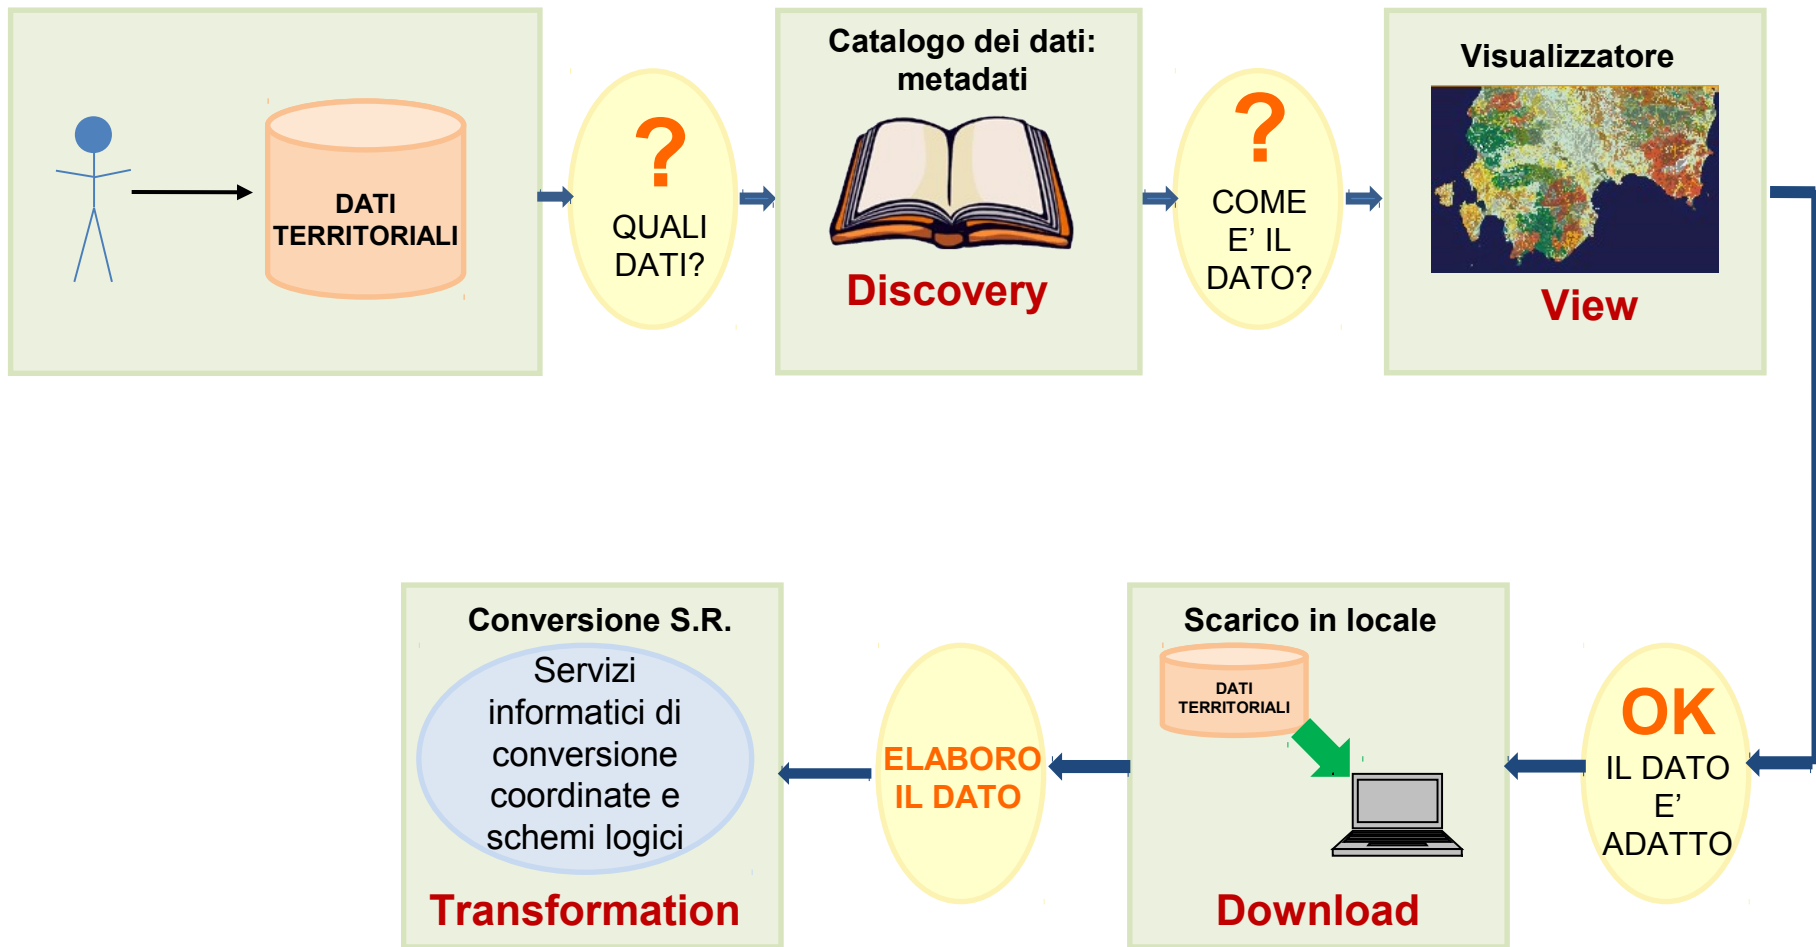 DATI
TERRITORIALI
?
QUALI
DATI?
Catalogo dei dati:
metadati
Discovery
?
COME
E’ IL
DATO?
Visualizzatore
View
OK
IL DATO
E’
ADATTO
Scarico in locale
DATI
TERRITORIALI
Download
ELABORO
IL DATO
Conversione S.R.
Servizi
informatici di
conversione
coordinate e
schemi logici
Transformation